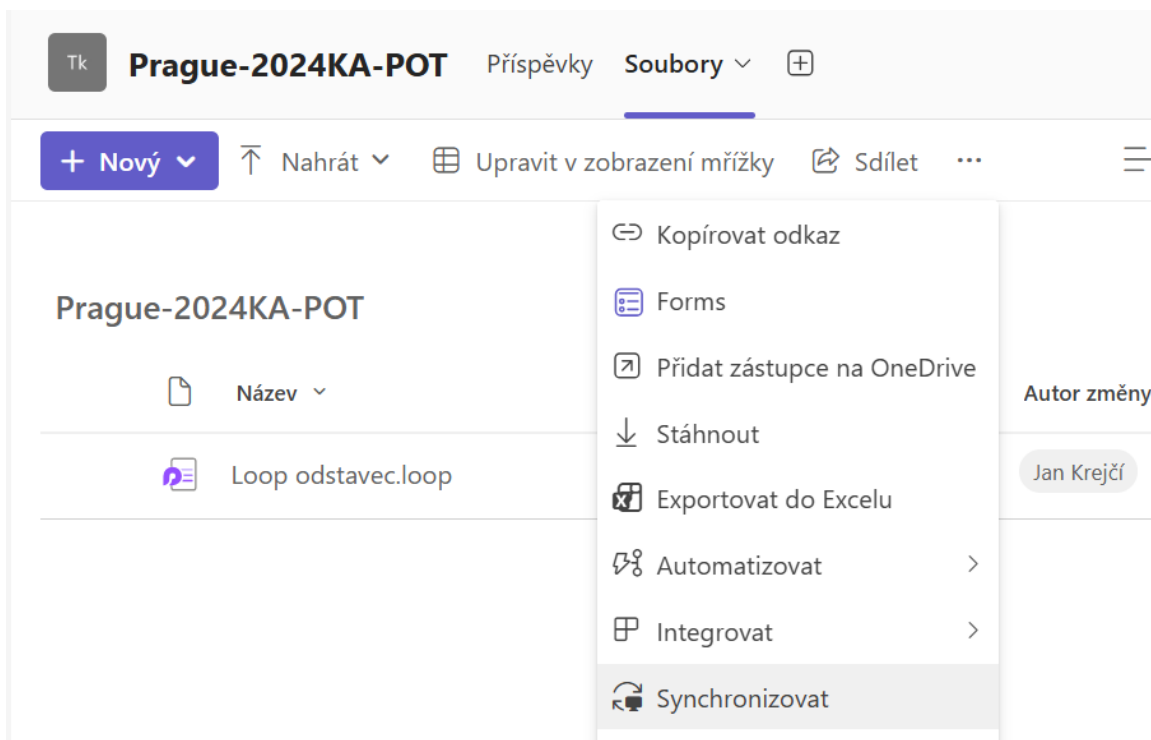 Tk Prague-2024KA-POT Příspěvky Soubory
+ Nový Nahrát Upravit v zobrazení mřížky Sdílet ...
Kopírovat odkaz
Forms
Prague-2024KA-POT
Přidat zástupce na OneDrive
Název
Autor změny
Stáhnout
Loop odstavec.loop
Jan Krejčí
Exportovat do Excelu
Automatizovat
Integrovat
Synchronizovat